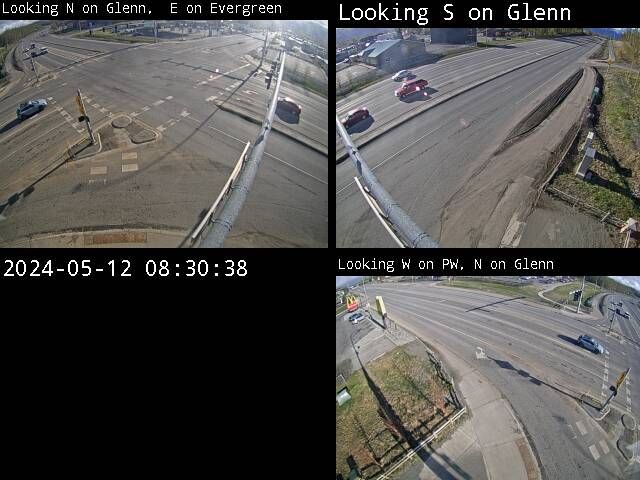 Looking N on Glenn, E on Evergreen
Looking S on Glenn
2024-05-12 08:30:38
Looking W on PW, N on Glenn